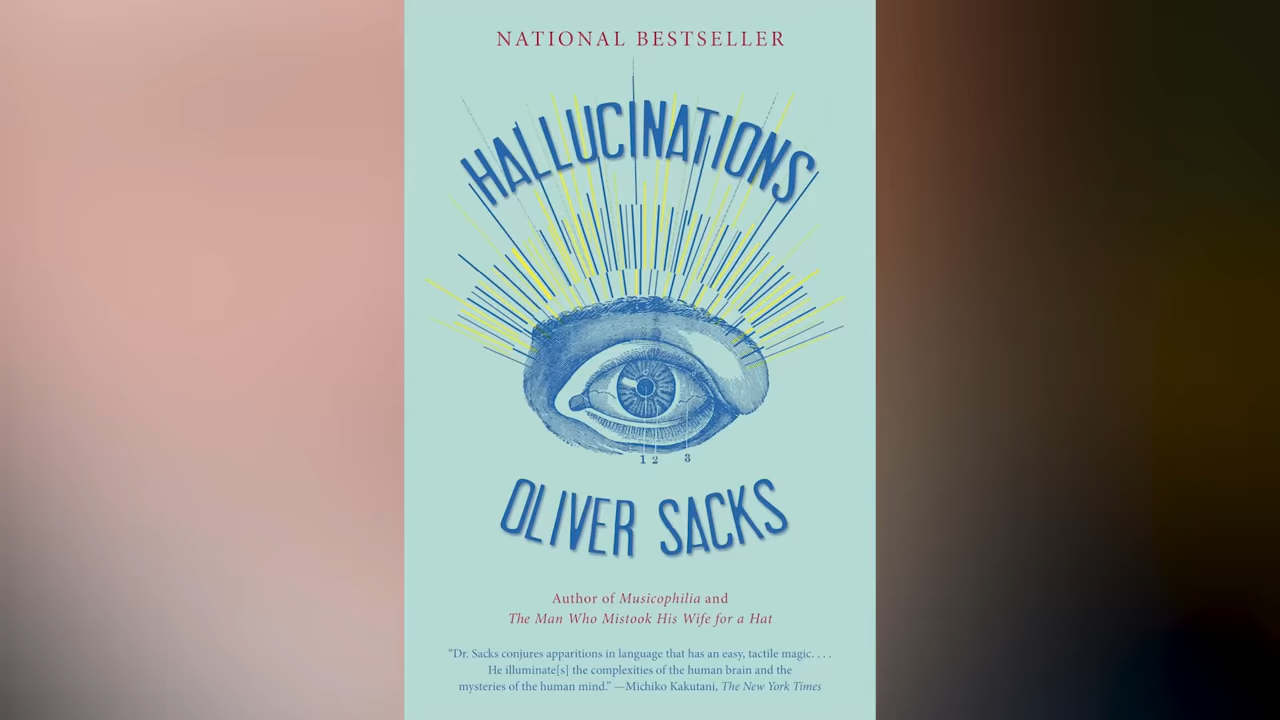 NATIONAL BESTSELLER
HALLUCINATIONS
1 2 3
OLIVER SACKS
Author of Musicophilia and
The Man Who Mistook His Wife for a Hat
“Dr. Sacks conjures apparitions in language that has an easy, tactile magic. . . .
He illuminate[s] the complexities of the human brain and the
mysteries of the human mind.” —Michiko Kakutani, The New York Times